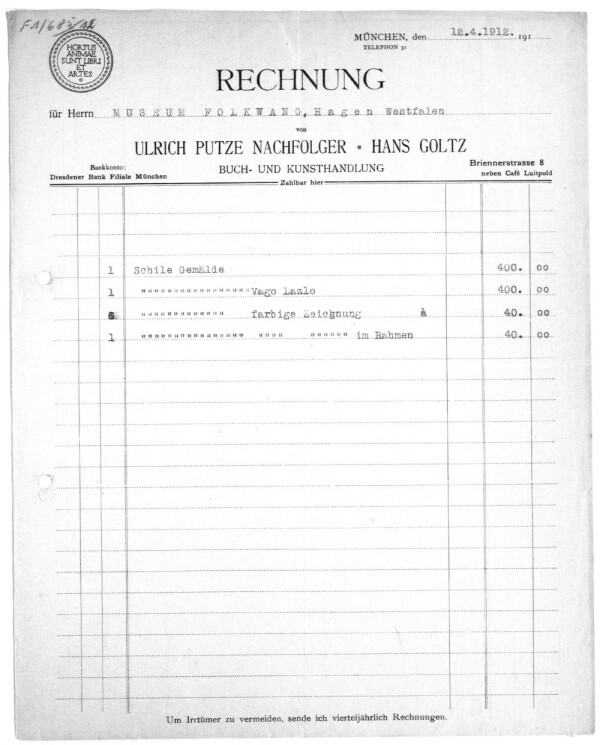 F1/68
HORTUS
ANIMAE
SUNT LIBRI
ET
ARTES
MÜNCHEN, den 12.4.1912. 191
TELEPHON 31
RECHNUNG
für Herrn MUSEUM FOLKWANG, Hagen Westfalen
von
ULRICH PUTZE NACHFOLGER * HANS GOLTZ
Bankkonto: BUCH- UND KUNSTHANDLUNG Briennerstrasse 8
Dresdener Bank Filiale München Zahlbar hier neben Café Luitpold
1 Schile Gemälde 400. 00
1 """"""""""""""""Vago Lazlo 400. 00
6 """"""""""""" farbige Zeichnung à 40. 00
1 """""""""""""""" """" """""" im Rahmen 40. 00
Um Irrtümer zu vermeiden, sende ich vierteljährlich Rechnungen.